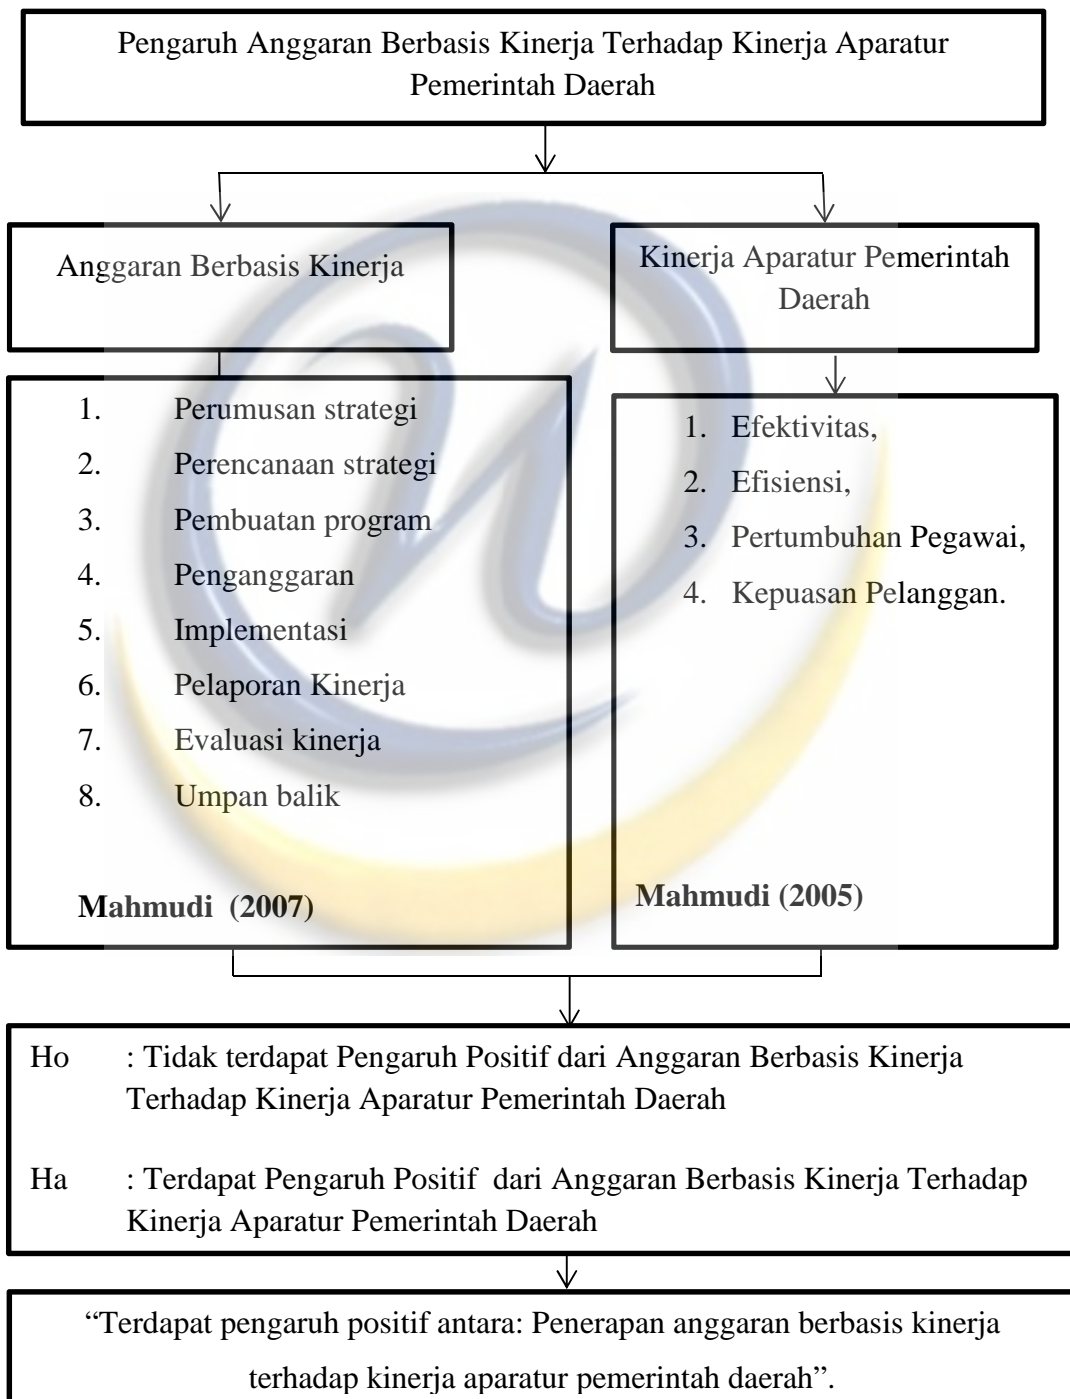 Pengaruh Anggaran Berbasis Kinerja Terhadap Kinerja Aparatur
Pemerintah Daerah
Anggaran Berbasis Kinerja
Kinerja Aparatur Pemerintah
Daerah
1. Perumusan strategi
2. Perencanaan strategi
3. Pembuatan program
4. Penganggaran
5. Implementasi
6. Pelaporan Kinerja
7. Evaluasi kinerja
8. Umpan balik
Mahmudi (2007)
1. Efektivitas,
2. Efisiensi,
3. Pertumbuhan Pegawai,
4. Kepuasan Pelanggan.
Mahmudi (2005)
Ho : Tidak terdapat Pengaruh Positif dari Anggaran Berbasis Kinerja
Terhadap Kinerja Aparatur Pemerintah Daerah
Ha : Terdapat Pengaruh Positif dari Anggaran Berbasis Kinerja Terhadap
Kinerja Aparatur Pemerintah Daerah
“Terdapat pengaruh positif antara: Penerapan anggaran berbasis kinerja
terhadap kinerja aparatur pemerintah daerah”.